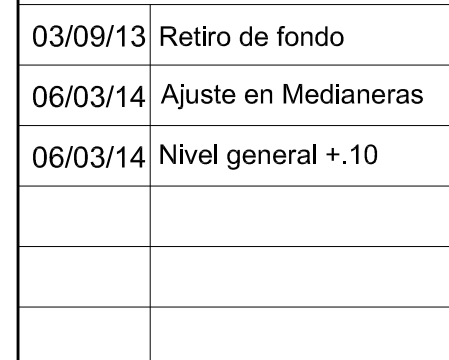 03/09/13 Retiro de fondo
06/03/14 Ajuste en Medianeras
06/03/14 Nivel general +.10